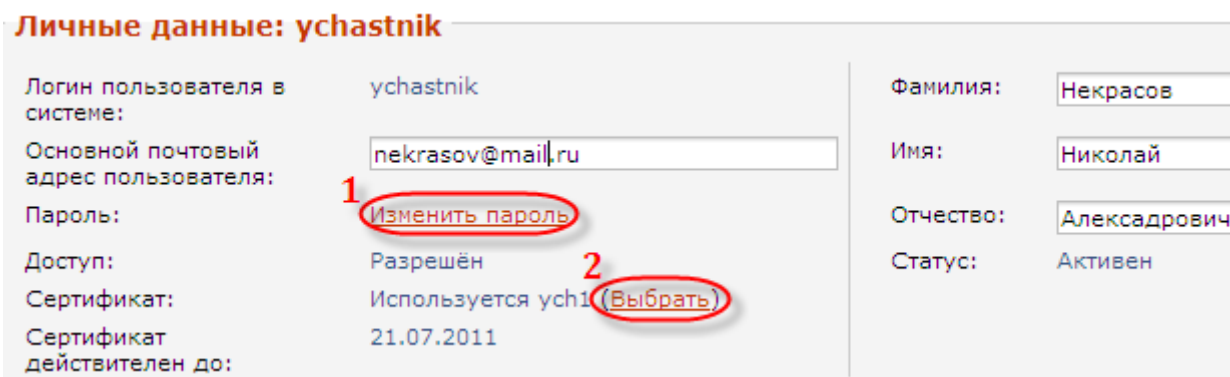 Личные данные: ychastnik
Логин пользователя в
системе:
ychastnik
Основной почтовый
адрес пользователя:
nekrasov@mail.ru
1
Пароль:
Изменить пароль
Доступ:
Разрешён
2
Сертификат:
Используется ych1 (Выбрать)
Сертификат
действителен до:
21.07.2011
Фамилия:
Некрасов
Имя:
Николай
Отчество:
Алексадрович
Статус:
Активен